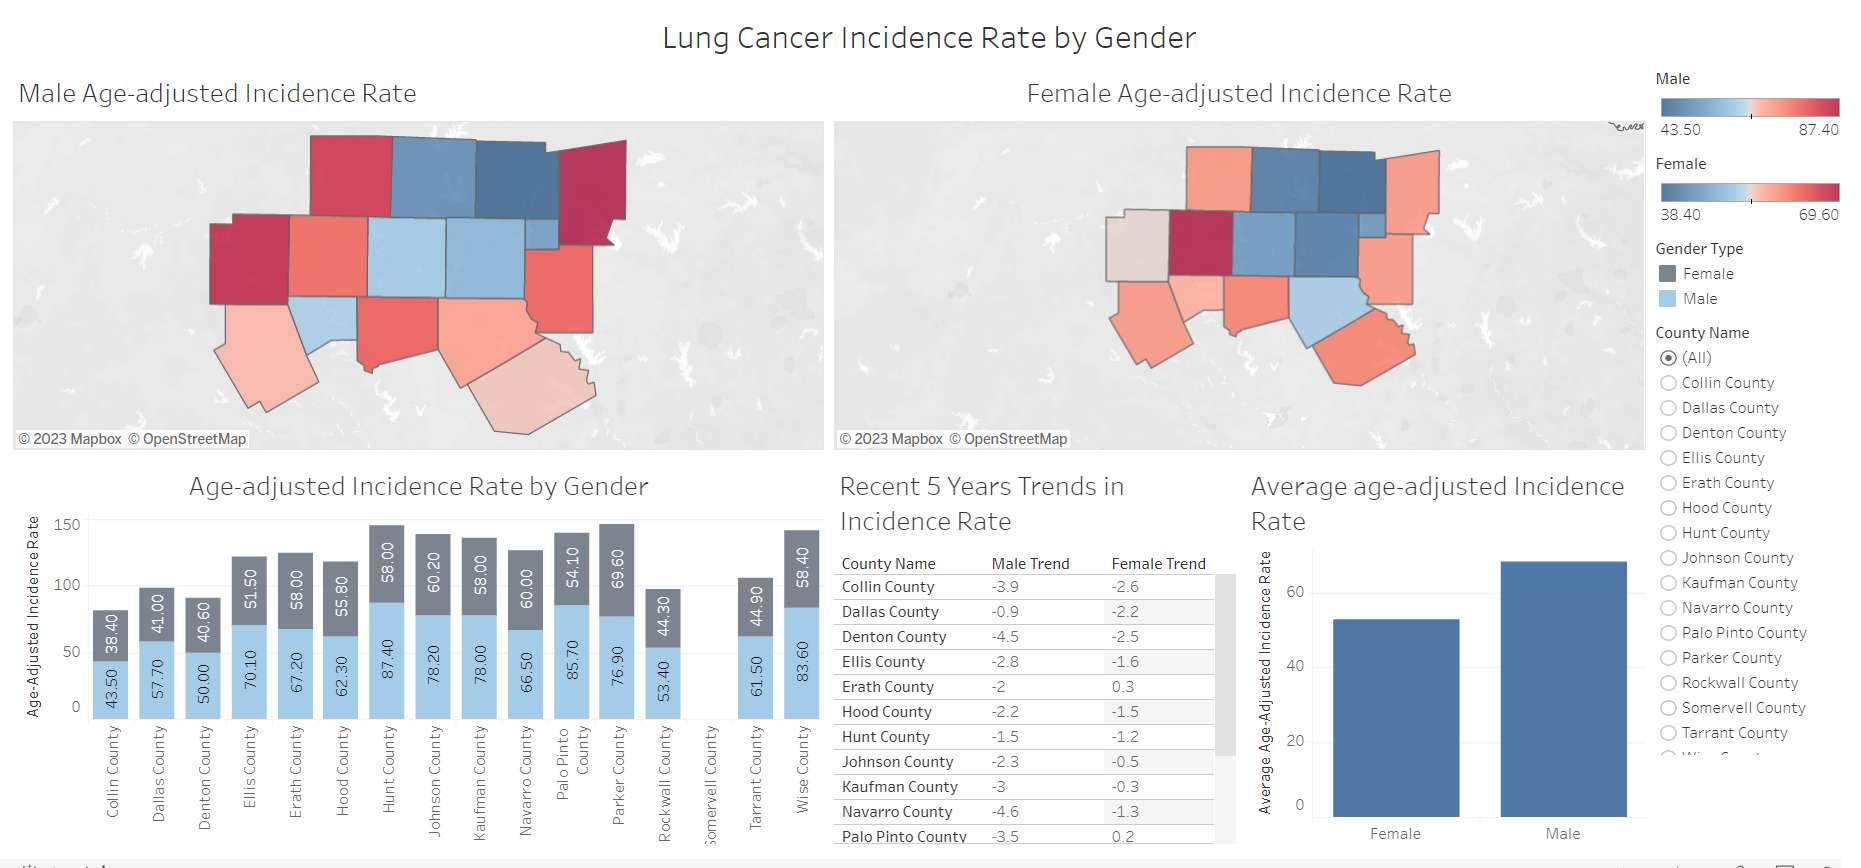 Lung Cancer Incidence Rate by Gender
Male Age-adjusted Incidence Rate
© 2023 Mapbox © OpenStreetMap
Female Age-adjusted Incidence Rate
© 2023 Mapbox © OpenStreetMap
Male
43.50 87.40
Female
38.40 69.60
Gender Type
Female
Male
County Name
(All)
Collin County
Dallas County
Denton County
Ellis County
Erath County
Hood County
Hunt County
Johnson County
Kaufman County
Navarro County
Palo Pinto County
Parker County
Rockwall County
Somervell County
Tarrant County
Age-adjusted Incidence Rate by Gender
Age-Adjusted Incidence Rate
150
100
50
0
38.40
43.50
41.00
57.70
40.60
50.00
51.50
70.10
58.00
67.20
55.80
62.30
58.00
87.40
60.20
78.20
58.00
78.00
60.00
66.50
54.10
85.70
69.60
76.90
44.30
53.40
44.90
61.50
58.40
83.60
Collin County
Dallas County
Denton County
Ellis County
Erath County
Hood County
Hunt County
Johnson County
Kaufman County
Navarro County
Palo Pinto
County
Parker County
Rockwall County
Somervell County
Tarrant County
Wise County
Recent 5 Years Trends in
Incidence Rate
County Name Male Trend Female Trend
Collin County -3.9 -2.6
Dallas County -0.9 -2.2
Denton County -4.5 -2.5
Ellis County -2.8 -1.6
Erath County -2 0.3
Hood County -2.2 -1.5
Hunt County -1.5 -1.2
Johnson County -2.3 -0.5
Kaufman County -3 -0.3
Navarro County -4.6 -1.3
Palo Pinto County -3.5 0.2
Average age-adjusted Incidence
Rate
Average Age-Adjusted Incidence Rate
60
40
20
0
Female
Male